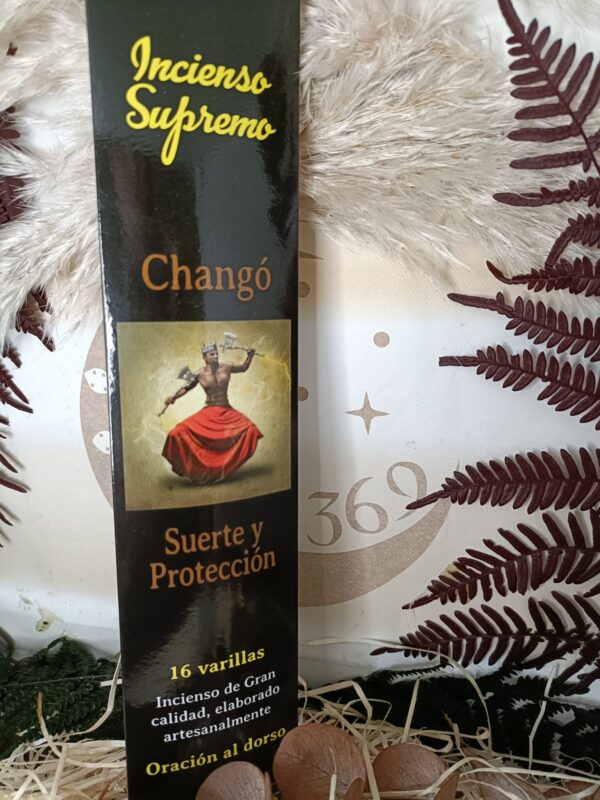 Incienso
Supremo
Changó
369
Suerte y
Protección
16 varillas
Incienso de Gran
calidad, elaborado
artesanalmente
Oración al dorso